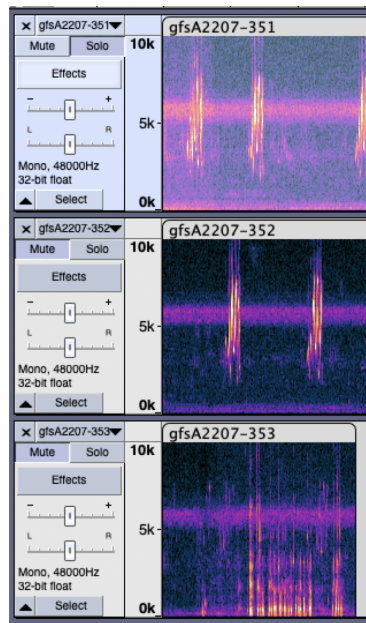 × gfsA2207-351▼
Mute Solo
Effects
- +
L R
Mono, 48000Hz
32-bit float
▲ Select
10k
5k
0k
gfsA2207-351
× gfsA2207-352▼
Mute Solo
Effects
- +
L R
Mono, 48000Hz
32-bit float
▲ Select
10k
5k
0k
gfsA2207-352
× gfsA2207-353▼
Mute Solo
Effects
- +
L R
Mono, 48000Hz
32-bit float
▲ Select
10k
5k
0k
gfsA2207-353